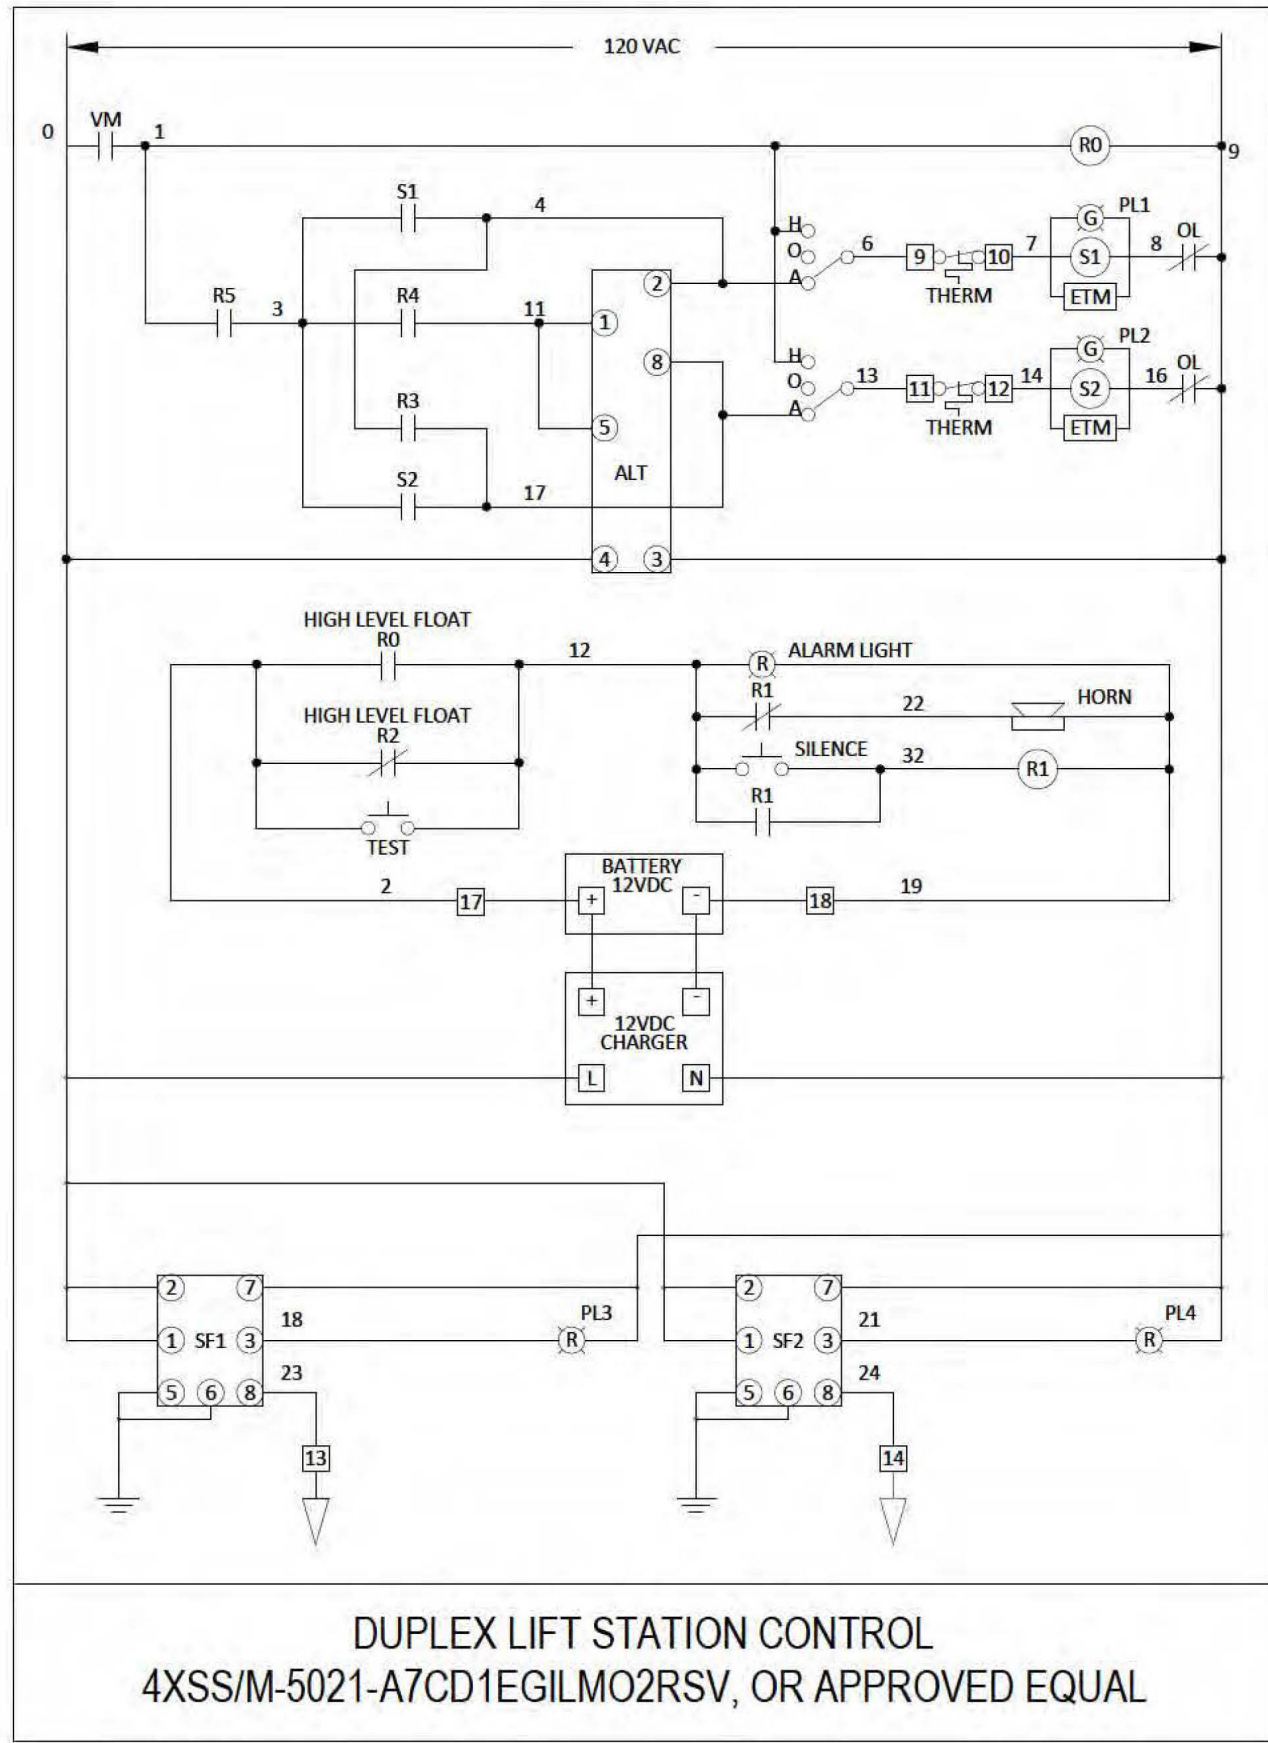 120 VAC
0 VM 1 R0 9
S1 4 H O A 6 9 10 THERM 7 G PL1 S1 ETM 8 OL
R5 3 R4 11 2 1 8
R3 5 ALT
H O A 13 11 12 THERM 14 G PL2 S2 ETM 16 OL
S2 17
4 3
HIGH LEVEL FLOAT
R0 12 R ALARM LIGHT
R1 22 HORN
HIGH LEVEL FLOAT
R2
SILENCE 32 R1
R1
TEST
BATTERY
12VDC
2 17 + - 18 19
+ -
12VDC
CHARGER
L N
2 7 2 7
18 PL3 21 PL4
1 SF1 3 R 1 SF2 3 R
23 24
5 6 8 5 6 8
13 14
DUPLEX LIFT STATION CONTROL
4XSS/M-5021-A7CD1EGILMO2RSV, OR APPROVED EQUAL